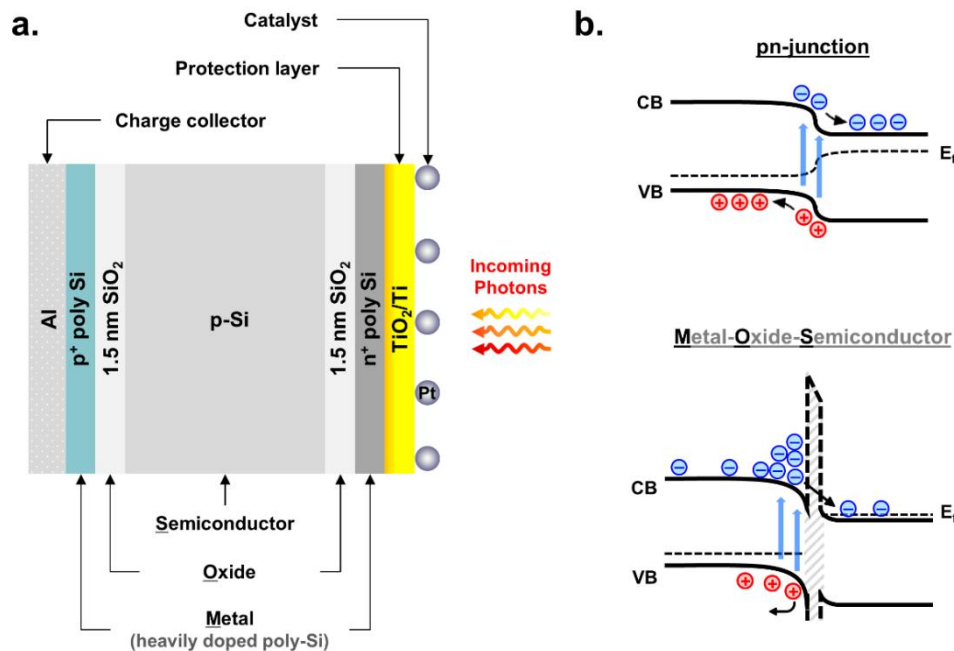 a.
Catalyst
Protection layer
Charge collector
Al
p⁺ poly Si
1.5 nm SiO₂
p-Si
1.5 nm SiO₂
n⁺ poly Si
TiO₂/Ti
Pt
Incoming
Photons
Semiconductor
Oxide
Metal
(heavily doped poly-Si)
b.
pn-junction
CB
VB
Metal-Oxide-Semiconductor
CB
VB